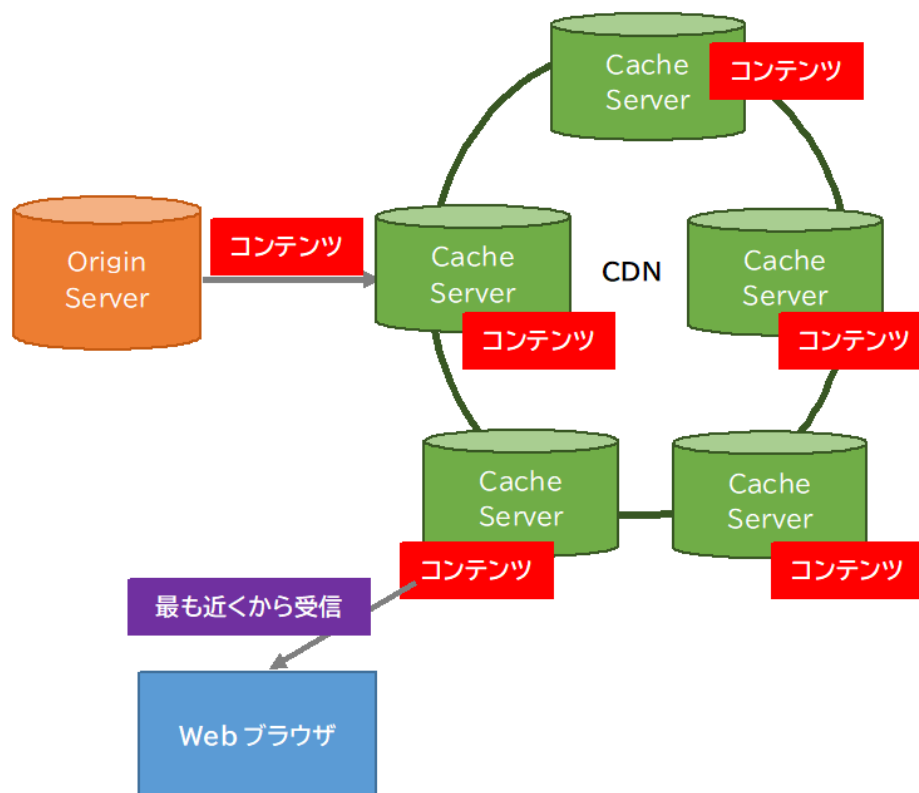 Cache
Server
コンテンツ
Origin
Server
コンテンツ
Cache
Server
コンテンツ
CDN
Cache
Server
コンテンツ
Cache
Server
コンテンツ
Cache
Server
コンテンツ
最も近くから受信
Web ブラウザ